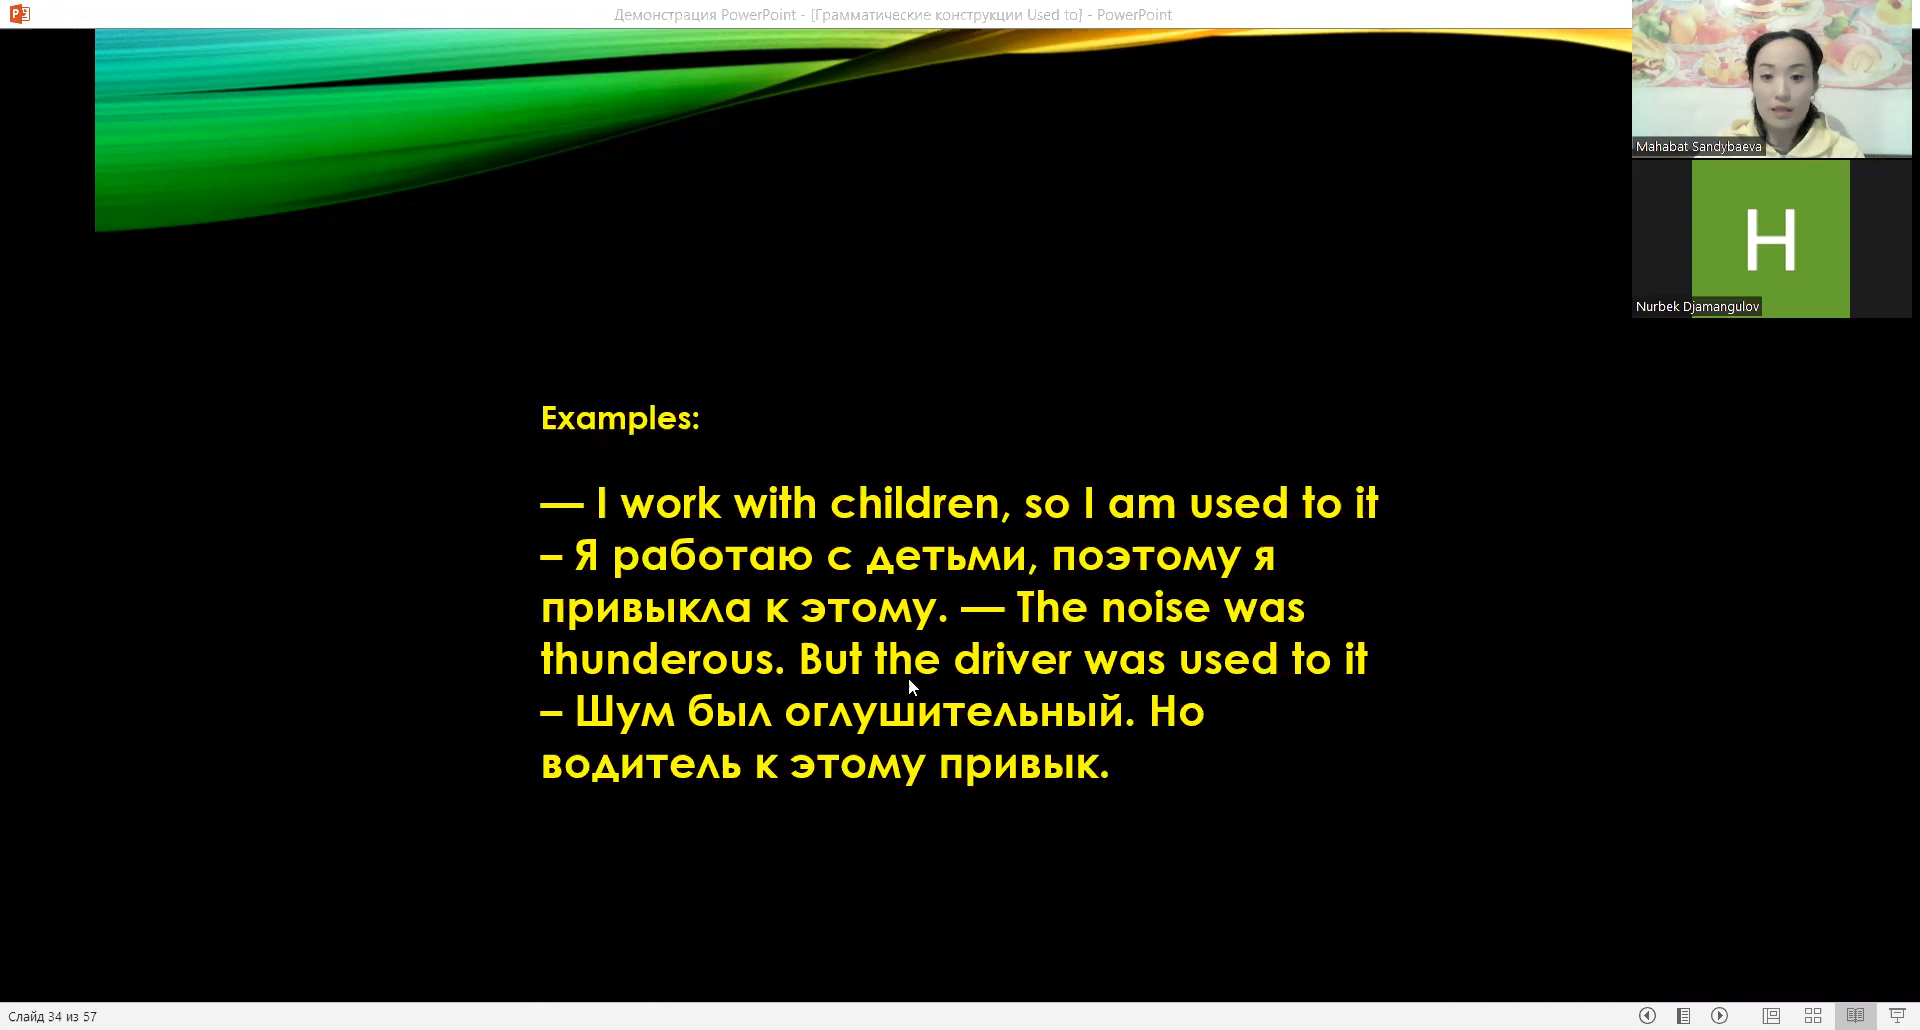 Демонстрация PowerPoint - [Грамматические конструкции Used to] - PowerPoint
Mahabat Sandybaeva
H
Nurbek Djamangulov
Examples:
— I work with children, so I am used to it
– Я работаю с детьми, поэтому я
привыкла к этому. — The noise was
thunderous. But the driver was used to it
– Шум был оглушительный. Но
водитель к этому привык.
Слайд 34 из 57